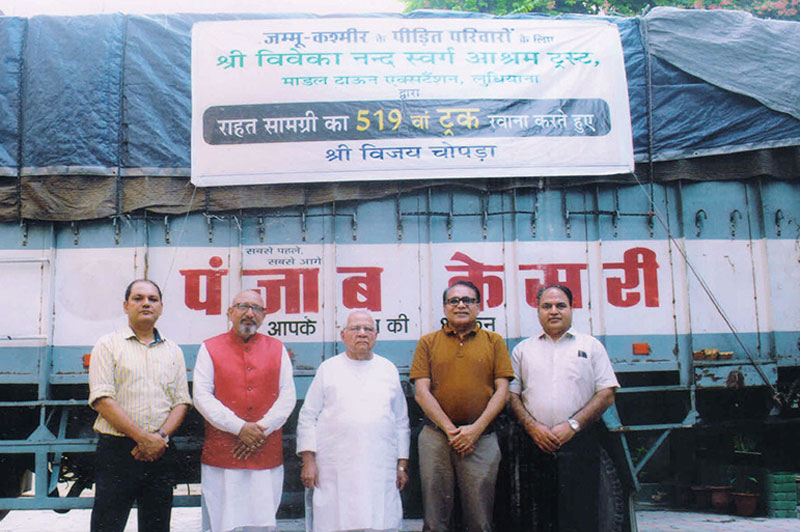 जम्मू-कश्मीर के पीड़ित परिवारों के लिए
श्री विवेका नन्द स्वर्ग आश्रम ट्रस्ट,
माडल टाऊन एक्सटैंशन, लुधियाना
द्वारा
राहत सामग्री का 519 वां ट्रक रवाना करते हुए
श्री विजय चोपड़ा
सबसे पहले,
सबसे आगे
पंजाब केसरी
आपके की